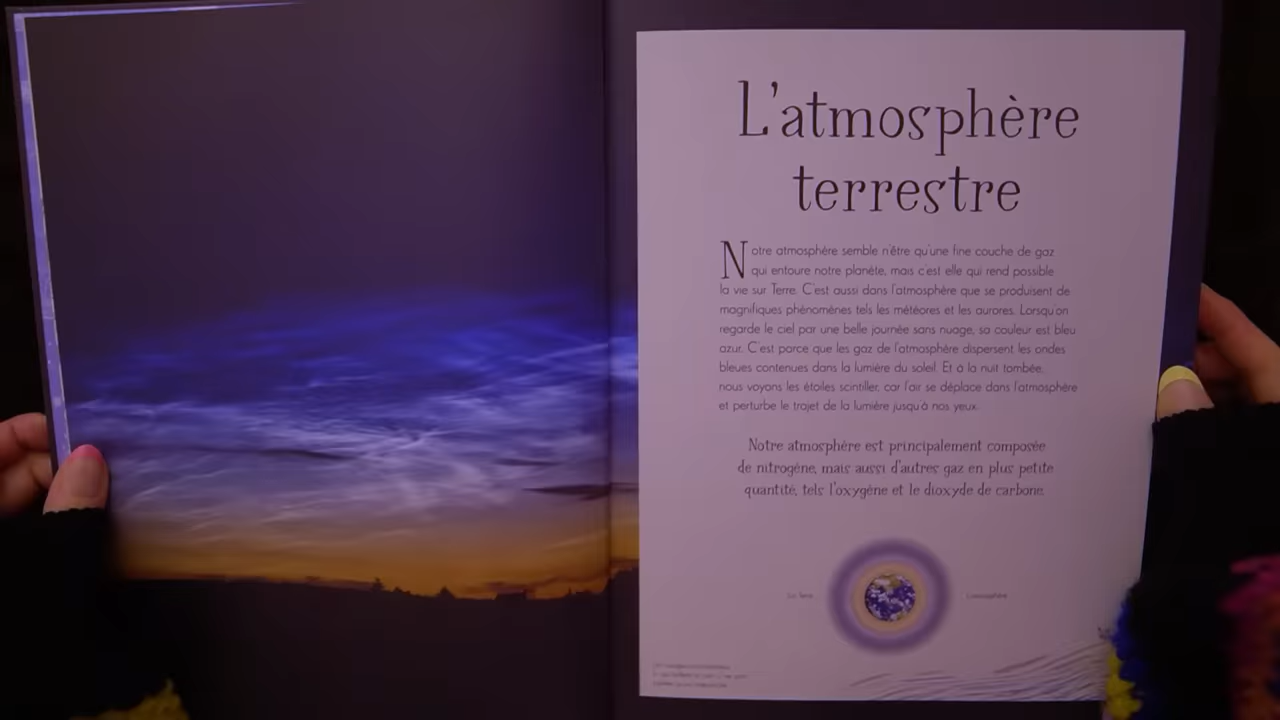 L'atmosphère
terrestre
Notre atmosphère semble n'être qu'une fine couche de gaz
qui entoure notre planète, mais c'est elle qui rend possible
la vie sur Terre. C'est aussi dans l'atmosphère que se produisent de
magnifiques phénomènes tels les météores et les aurores. Lorsqu'on
regarde le ciel par une belle journée sans nuage, sa couleur est bleu
azur. C'est parce que les gaz de l'atmosphère dispersent les ondes
bleues contenues dans la lumière du soleil. Et à la nuit tombée,
nous voyons les étoiles scintiller, car l'air se déplace dans l'atmosphère
et perturbe le trajet de la lumière jusqu'à nos yeux.
Notre atmosphère est principalement composée
de nitrogène, mais aussi d'autres gaz en plus petite
quantité, tels l'oxygène et le dioxyde de carbone.
La Terre
L'atmosphère